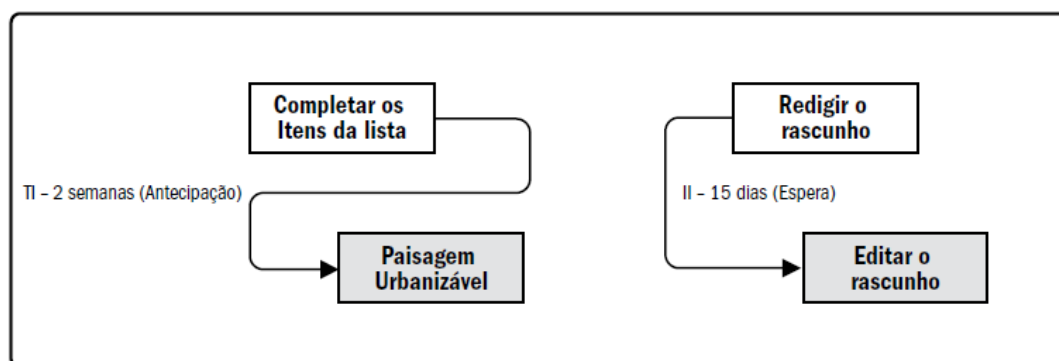 Completar os
Itens da lista
Redigir o
rascunho
TI – 2 semanas (Antecipação)
II – 15 dias (Espera)
Paisagem
Urbanizável
Editar o
rascunho